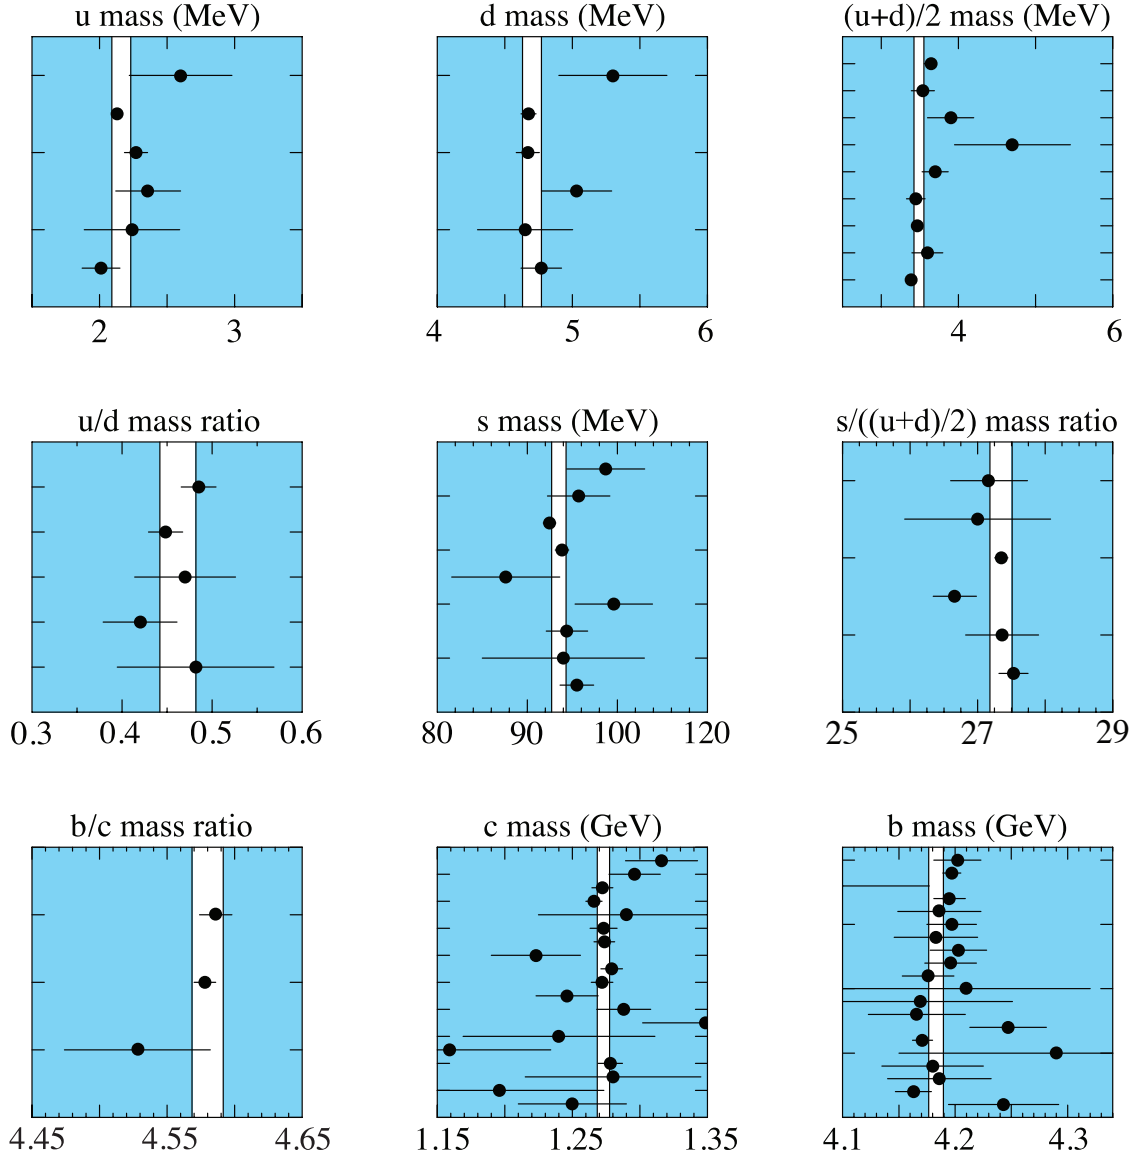 u mass (MeV) d mass (MeV) (u+d)/2 mass (MeV)
2 3 4 5 6 4 6
u/d mass ratio s mass (MeV) s/((u+d)/2) mass ratio
0.3 0.4 0.5 0.6 80 90 100 120 25 27 29
b/c mass ratio c mass (GeV) b mass (GeV)
4.45 4.55 4.65 1.15 1.25 1.35 4.1 4.2 4.3